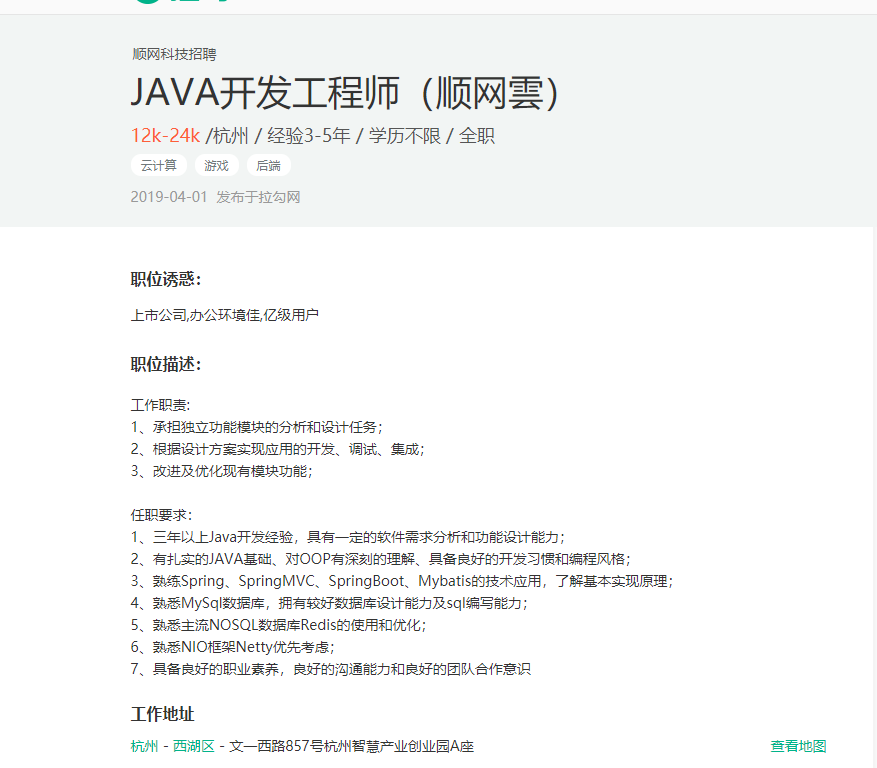 顺网科技招聘
JAVA开发工程师（顺网雲）
12k-24k /杭州 / 经验3-5年 / 学历不限 / 全职
云计算 游戏 后端
2019-04-01 发布于拉勾网
职位诱惑：
上市公司,办公环境佳,亿级用户
职位描述：
工作职责:
1、承担独立功能模块的分析和设计任务；
2、根据设计方案实现应用的开发、调试、集成；
3、改进及优化现有模块功能；
任职要求：
1、三年以上Java开发经验，具有一定的软件需求分析和功能设计能力；
2、有扎实的JAVA基础、对OOP有深刻的理解、具备良好的开发习惯和编程风格；
3、熟练Spring、SpringMVC、SpringBoot、Mybatis的技术应用，了解基本实现原理；
4、熟悉MySql数据库，拥有较好数据库设计能力及sql编写能力；
5、熟悉主流NOSQL数据库Redis的使用和优化；
6、熟悉NIO框架Netty优先考虑；
7、具备良好的职业素养，良好的沟通能力和良好的团队合作意识
工作地址
杭州 - 西湖区 - 文一西路857号杭州智慧产业创业园A座 查看地图